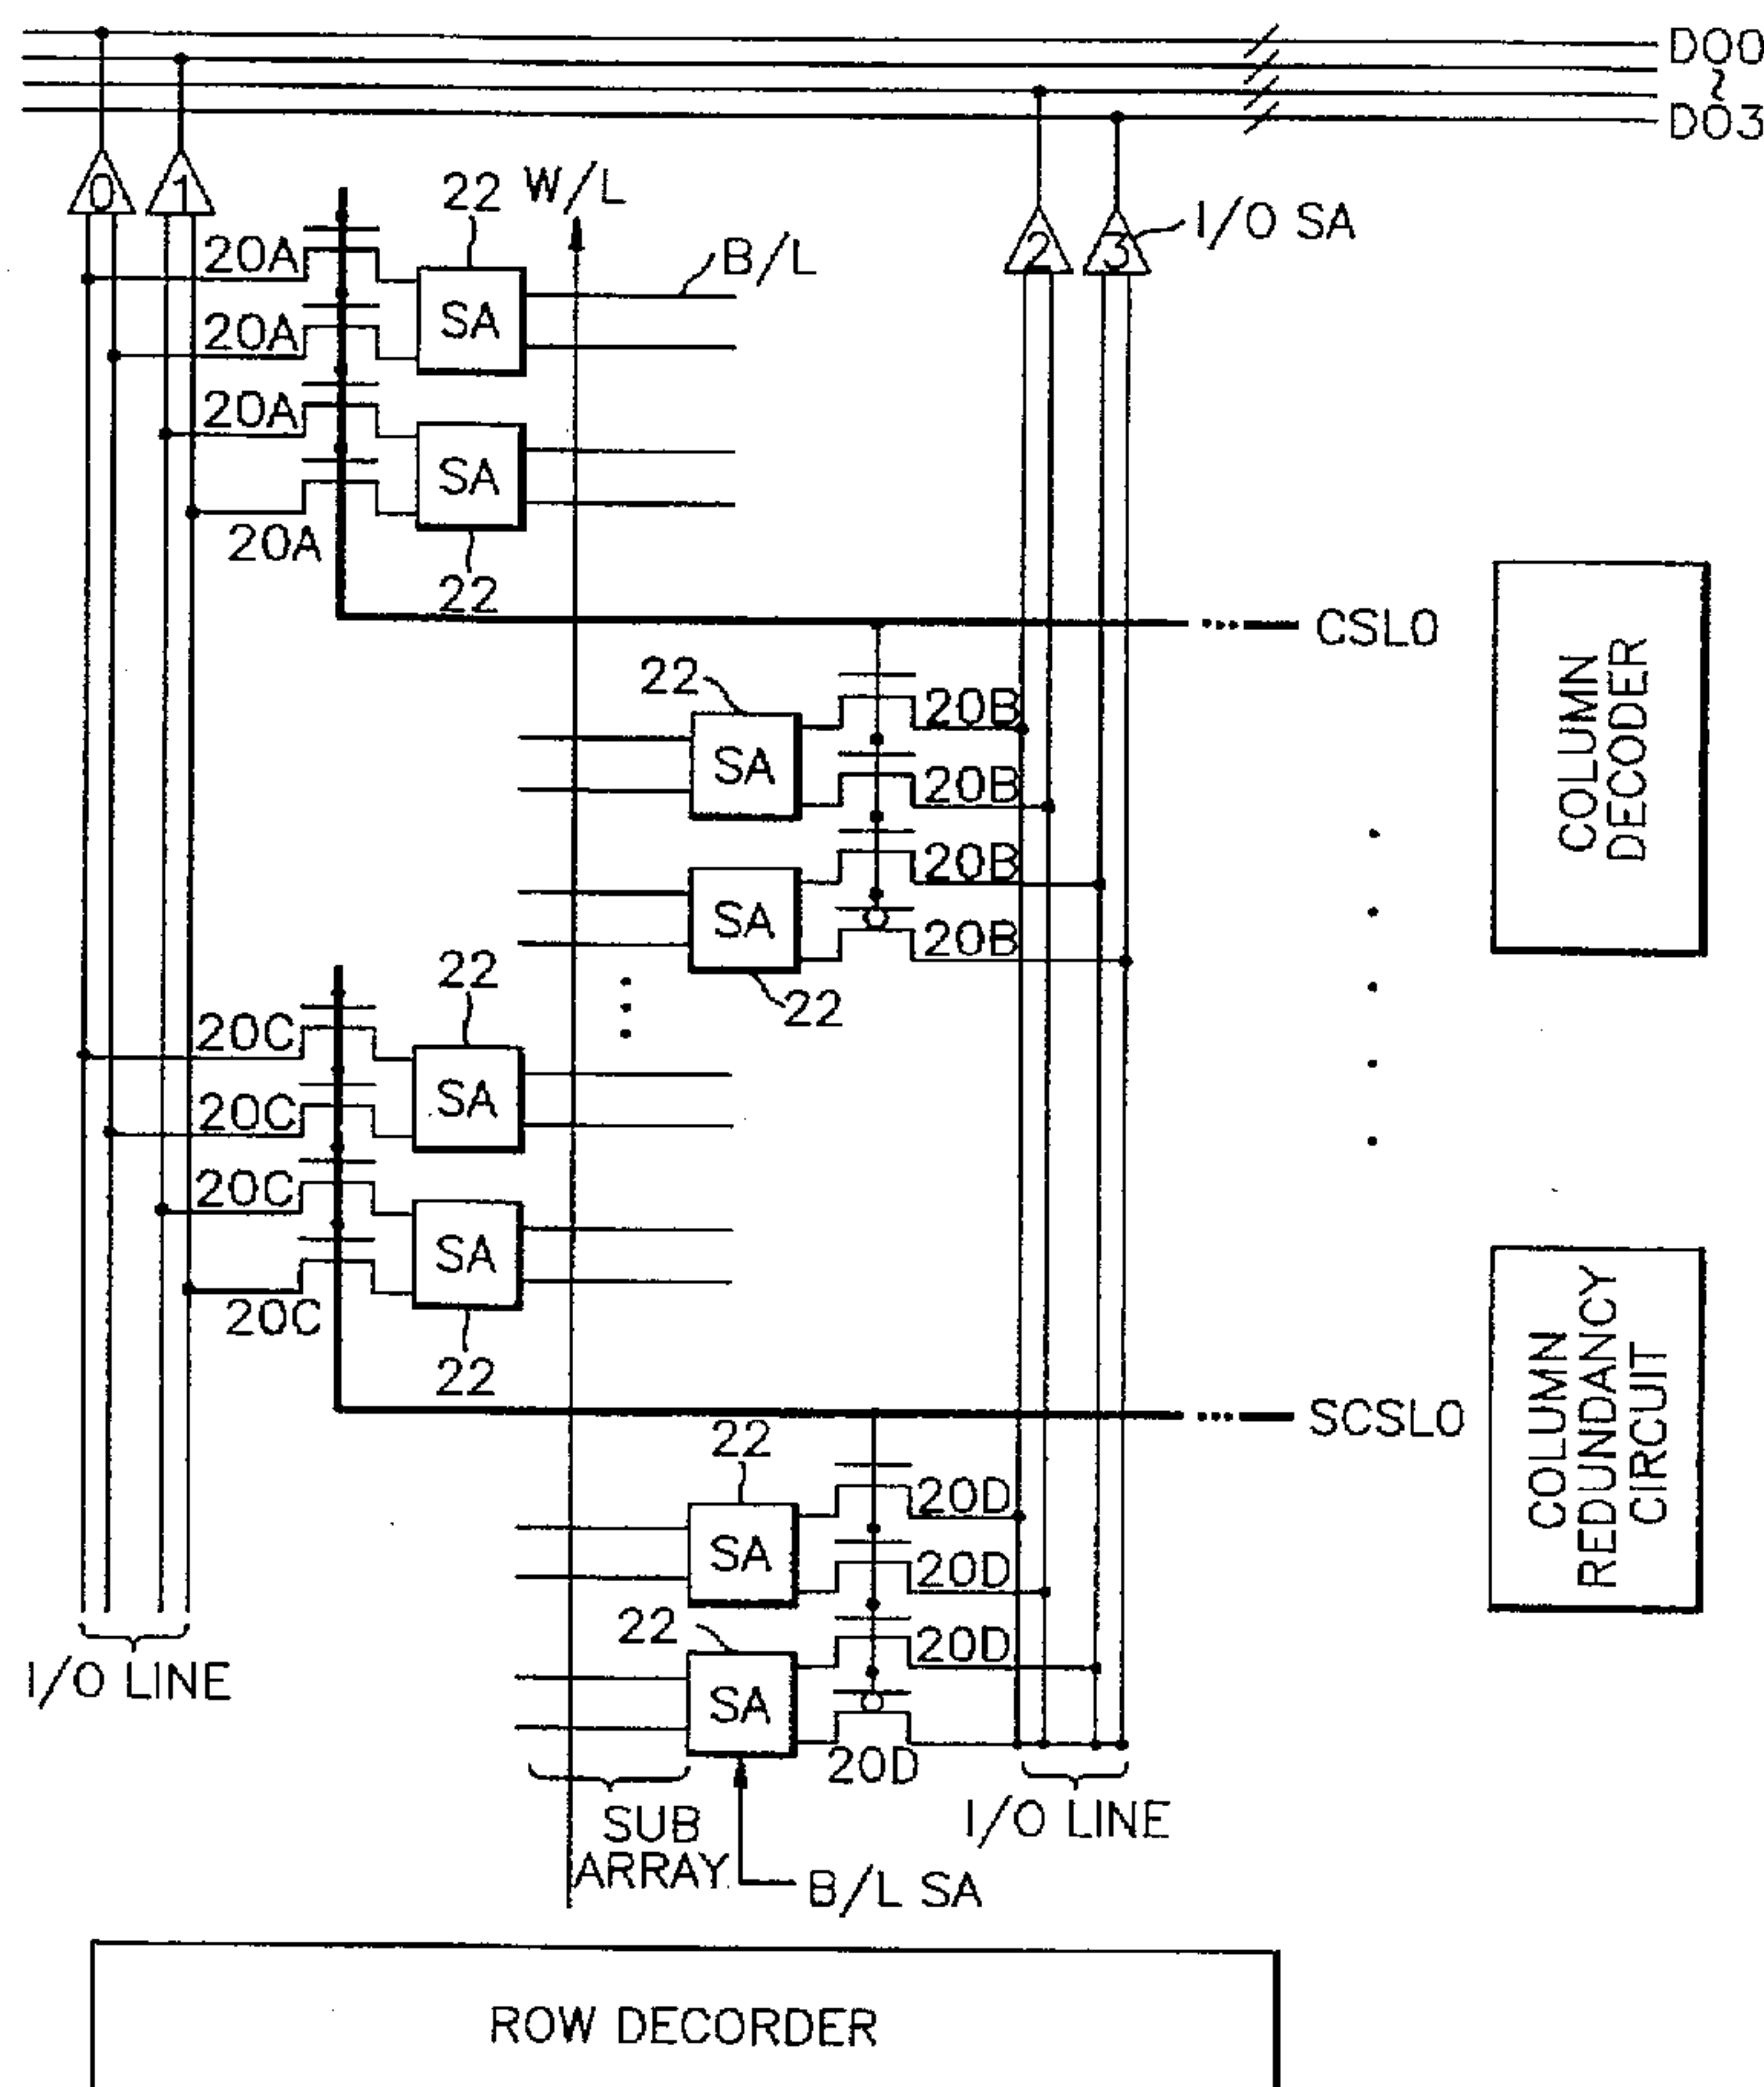 DO0
~
DO3
0
1
22
W/L
2
3
I/O SA
20A
B/L
SA
20A
20A
SA
20A
22
CSL0
COLUMN
DECODER
22
20B
SA
20B
20B
SA
20B
22
22
20C
SA
20C
20C
SA
20C
22
SCSL0
COLUMN
REDUNDANCY
CIRCUIT
22
20D
SA
20D
22
20D
SA
20D
I/O LINE
I/O LINE
SUB
ARRAY
B/L SA
ROW DECORDER